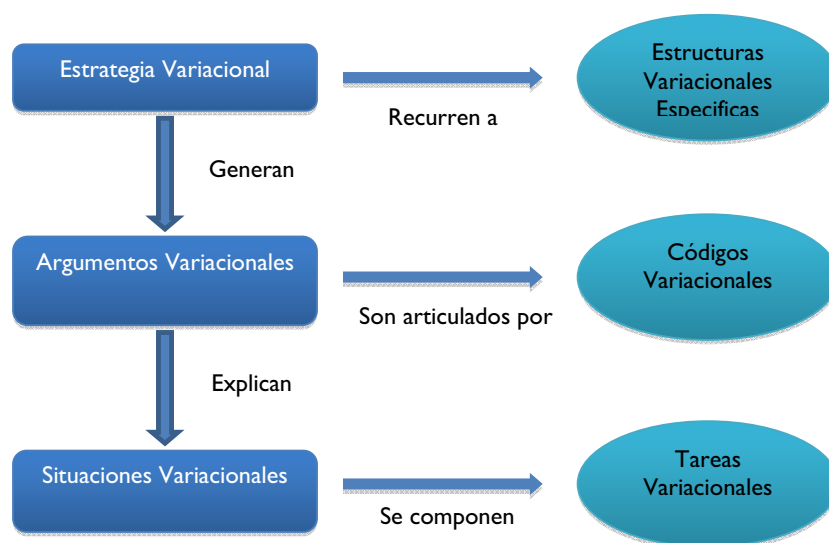 Estrategia Variacional
Estructuras
Variacionales
Especificas
Recurren a
Generan
Argumentos Variacionales
Códigos
Variacionales
Son articulados por
Explican
Situaciones Variacionales
Tareas
Variacionales
Se componen